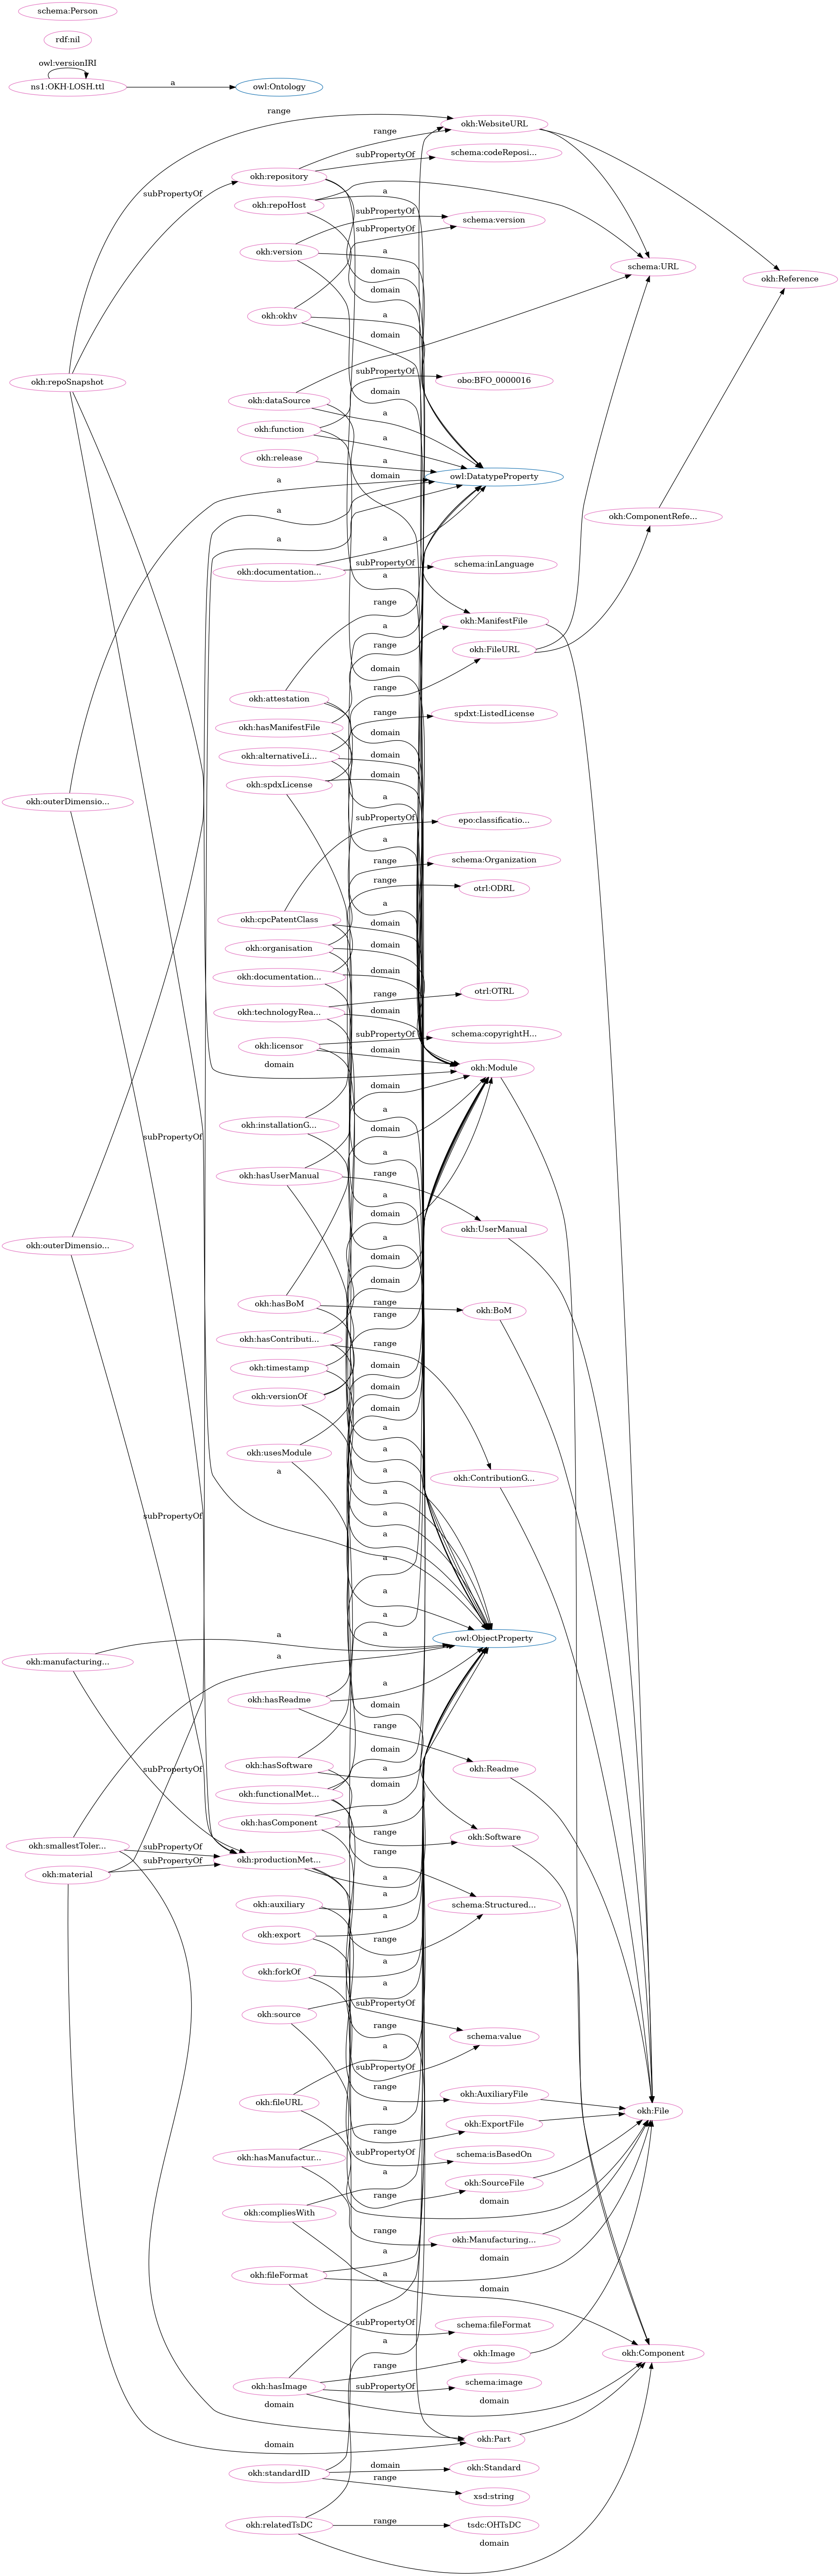 schema:Person
rdf:nil
owl:versionIRI
ns1:OKH-LOSH.ttl
a
owl:Ontology
range
okh:WebsiteURL
range
schema:codeReposi...
subPropertyOf
okh:repository
subPropertyOf
a
okh:repoHost
subPropertyOf
schema:version
subPropertyOf
okh:version
a
schema:URL
domain
okh:Reference
domain
okh:okhv
a
domain
subPropertyOf
obo:BFO_0000016
okh:repoSnapshot
domain
okh:dataSource
okh:function
a
okh:release
a
domain
owl:DatatypeProperty
a
a
okh:ComponentRefe...
a
a
subPropertyOf
schema:inLanguage
okh:documentation...
a
range
okh:ManifestFile
a
range
okh:FileURL
domain
range
okh:attestation
range
spdxt:ListedLicense
okh:hasManifestFile
domain
okh:alternativeLi...
domain
domain
okh:spdxLicense
okh:outerDimensio...
a
subPropertyOf
epo:classificatio...
a
range
schema:Organization
range
otrl:ODRL
a
okh:cpcPatentClass
domain
okh:organisation
domain
okh:documentation...
domain
range
otrl:OTRL
okh:technologyRea...
domain
subPropertyOf
schema:copyrightH...
okh:licensor
domain
domain
okh:Module
domain
a
okh:installationG...
domain
subPropertyOf
a
okh:hasUserManual
range
a
domain
okh:UserManual
a
okh:outerDimensio...
domain
domain
okh:hasBoM
range
okh:BoM
range
okh:hasContributi...
range
okh:timestamp
domain
okh:versionOf
domain
domain
a
okh:usesModule
a
a
a
okh:ContributionG...
a
subPropertyOf
a
a
a
a
a
owl:ObjectProperty
okh:manufacturing...
a
a
okh:hasReadme
domain
range
domain
okh:hasSoftware
a
okh:Readme
subPropertyOf
domain
okh:functionalMet...
a
okh:hasComponent
range
okh:Software
okh:smallestToler...
subPropertyOf
range
okh:material
subPropertyOf
okh:productionMet...
a
a
okh:auxiliary
a
schema:Structured...
okh:export
range
a
okh:forkOf
a
subPropertyOf
okh:source
range
schema:value
a
subPropertyOf
range
okh:AuxiliaryFile
okh:fileURL
a
okh:File
range
okh:ExportFile
subPropertyOf
schema:isBasedOn
okh:hasManufactur...
a
range
okh:SourceFile
domain
okh:compliesWith
range
okh:Manufacturing...
domain
okh:fileFormat
a
domain
subPropertyOf
schema:fileFormat
a
okh:Image
okh:Component
range
okh:hasImage
subPropertyOf
schema:image
domain
domain
okh:Part
domain
okh:standardID
domain
okh:Standard
range
xsd:string
okh:relatedTsDC
range
tsdc:OHTsDC
domain